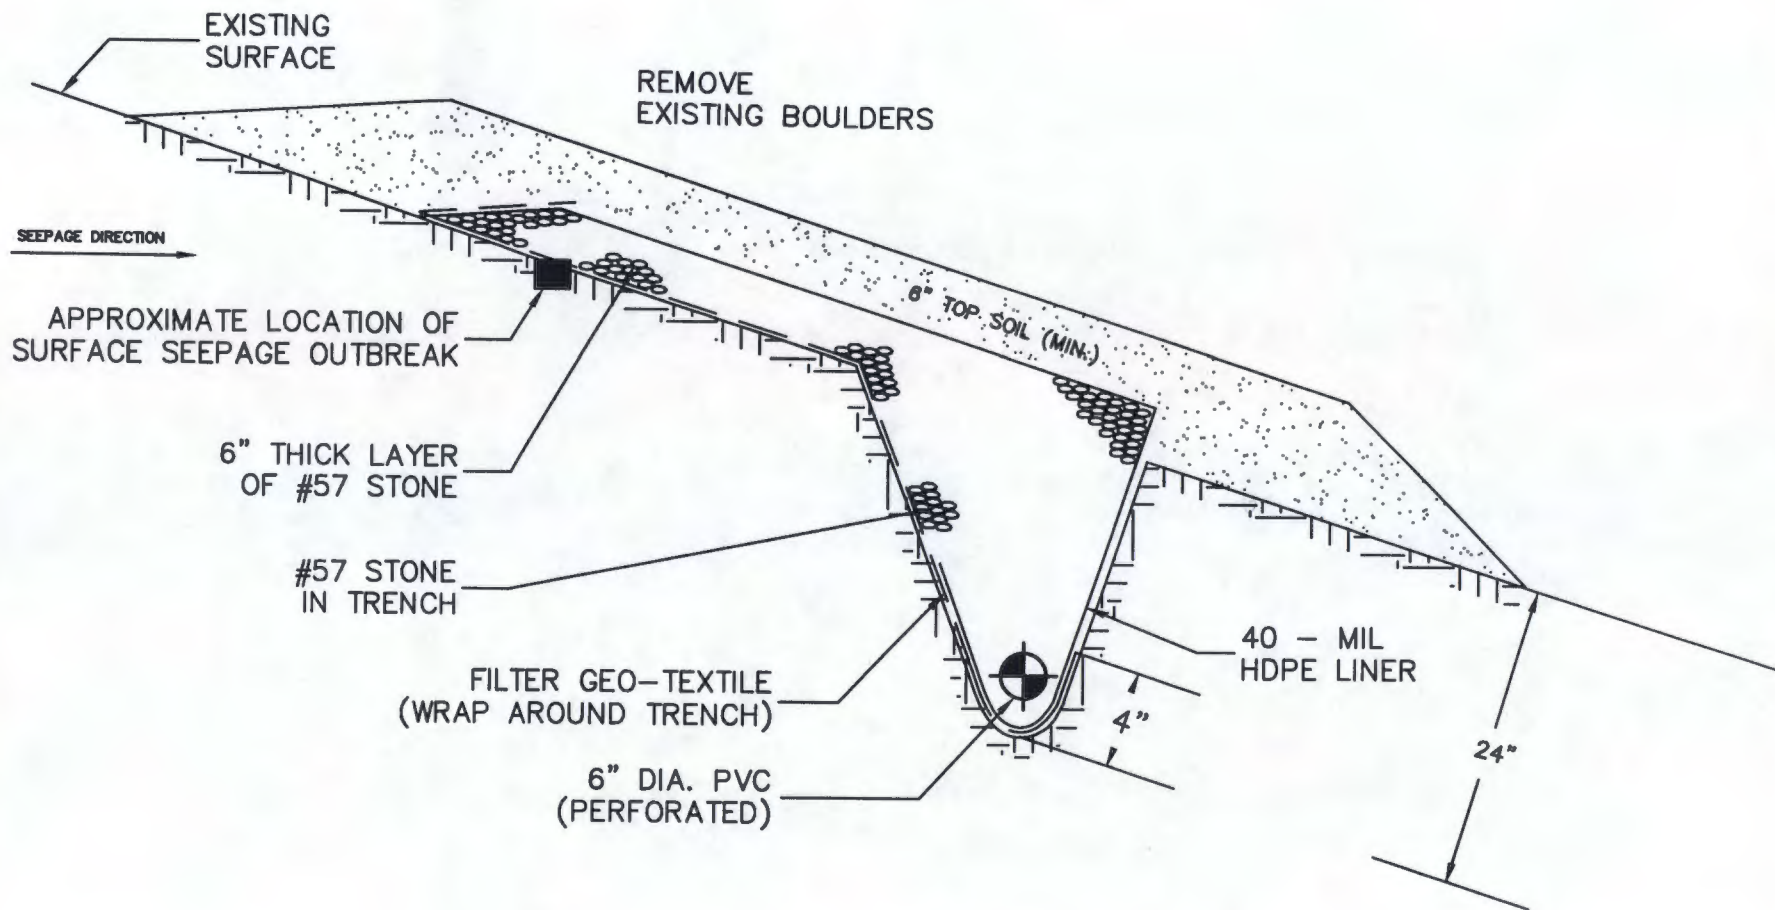 EXISTING
SURFACE
REMOVE
EXISTING BOULDERS
SEEPAGE DIRECTION
APPROXIMATE LOCATION OF
SURFACE SEEPAGE OUTBREAK
6" TOP SOIL (MIN.)
6" THICK LAYER
OF #57 STONE
#57 STONE
IN TRENCH
FILTER GEO-TEXTILE
(WRAP AROUND TRENCH)
6" DIA. PVC
(PERFORATED)
40 - MIL
HDPE LINER
4"
24"